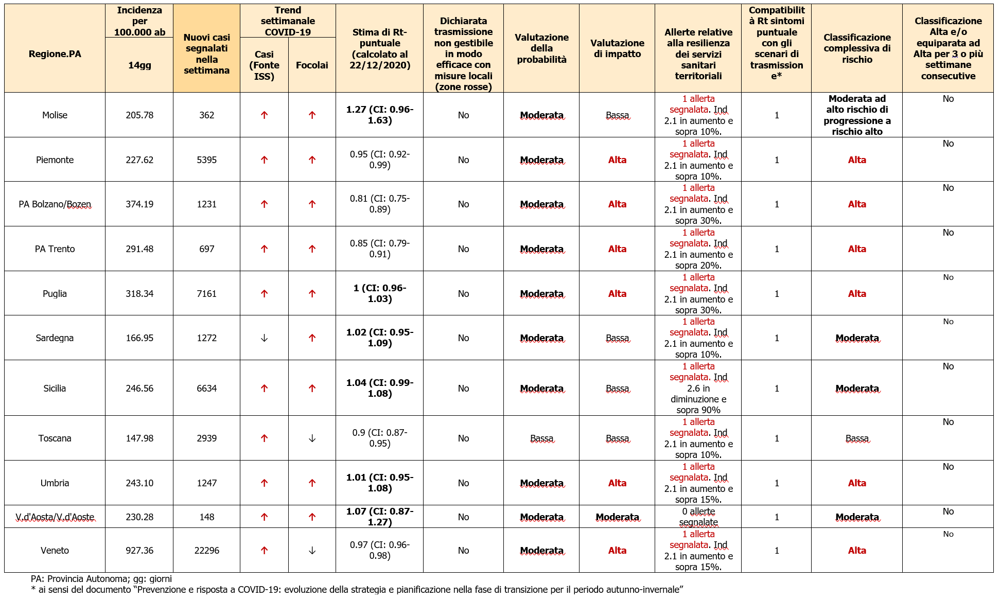 Regione.PA
Incidenza
per
100.000 ab
14gg
Nuovi casi
segnalati
nella
settimana
Trend
settimanale
COVID-19
Casi
(Fonte
ISS)
Focolai
Stima di Rt-
puntuale
(calcolato al
22/12/2020)
Dichiarata
trasmissione
non gestibile
in modo
efficace con
misure locali
(zone rosse)
Valutazione
della
probabilità
Valutazione
di impatto
Allerte relative
alla resilienza
dei servizi
sanitari
territoriali
Compatibilit
à Rt sintomi
puntuale
con gli
scenari di
trasmission
e*
Classificazione
complessiva di
rischio
Classificazione
Alta e/o
equiparata ad
Alta per 3 o più
settimane
consecutive
Molise
205.78
362
↑
↑
1.27 (CI: 0.96-
1.63)
No
Moderata
Bassa
1 allerta
segnalata. Ind
2.1 in aumento e
sopra 10%.
1
Moderata ad
alto rischio di
progressione a
rischio alto
No
Piemonte
227.62
5395
↑
↑
0.95 (CI: 0.92-
0.99)
No
Moderata
Alta
1 allerta
segnalata. Ind
2.1 in aumento e
sopra 10%.
1
Alta
No
PA Bolzano/Bozen
374.19
1231
↑
↑
0.81 (CI: 0.75-
0.89)
No
Moderata
Alta
1 allerta
segnalata. Ind
2.1 in aumento e
sopra 30%.
1
Alta
No
PA Trento
291.48
697
↑
↑
0.85 (CI: 0.79-
0.91)
No
Moderata
Alta
1 allerta
segnalata. Ind
2.1 in aumento e
sopra 20%.
1
Alta
No
Puglia
318.34
7161
↑
↑
1 (CI: 0.96-
1.03)
No
Moderata
Alta
1 allerta
segnalata. Ind
2.1 in aumento e
sopra 30%.
1
Alta
No
Sardegna
166.95
1272
↓
↑
1.02 (CI: 0.95-
1.09)
No
Moderata
Bassa
1 allerta
segnalata. Ind
2.1 in aumento e
sopra 10%.
1
Moderata
No
Sicilia
246.56
6634
↑
↑
1.04 (CI: 0.99-
1.08)
No
Moderata
Bassa
1 allerta
segnalata. Ind
2.6 in
diminuzione e
sopra 90%
1
Moderata
No
Toscana
147.98
2939
↑
↓
0.9 (CI: 0.87-
0.95)
No
Bassa
Bassa
1 allerta
segnalata. Ind
2.1 in aumento e
sopra 10%.
1
Bassa
No
Umbria
243.10
1247
↑
↑
1.01 (CI: 0.95-
1.08)
No
Moderata
Alta
1 allerta
segnalata. Ind
2.1 in aumento e
sopra 15%.
1
Alta
No
V.d'Aosta/V.d'Aoste
230.28
148
↑
↑
1.07 (CI: 0.87-
1.27)
No
Moderata
Moderata
0 allerte
segnalate
1
Moderata
No
Veneto
927.36
22296
↑
↓
0.97 (CI: 0.96-
0.98)
No
Moderata
Alta
1 allerta
segnalata. Ind
2.1 in aumento e
sopra 15%.
1
Alta
No
PA: Provincia Autonoma; gg: giorni
* ai sensi del documento “Prevenzione e risposta a COVID-19: evoluzione della strategia e pianificazione nella fase di transizione per il periodo autunno-invernale”